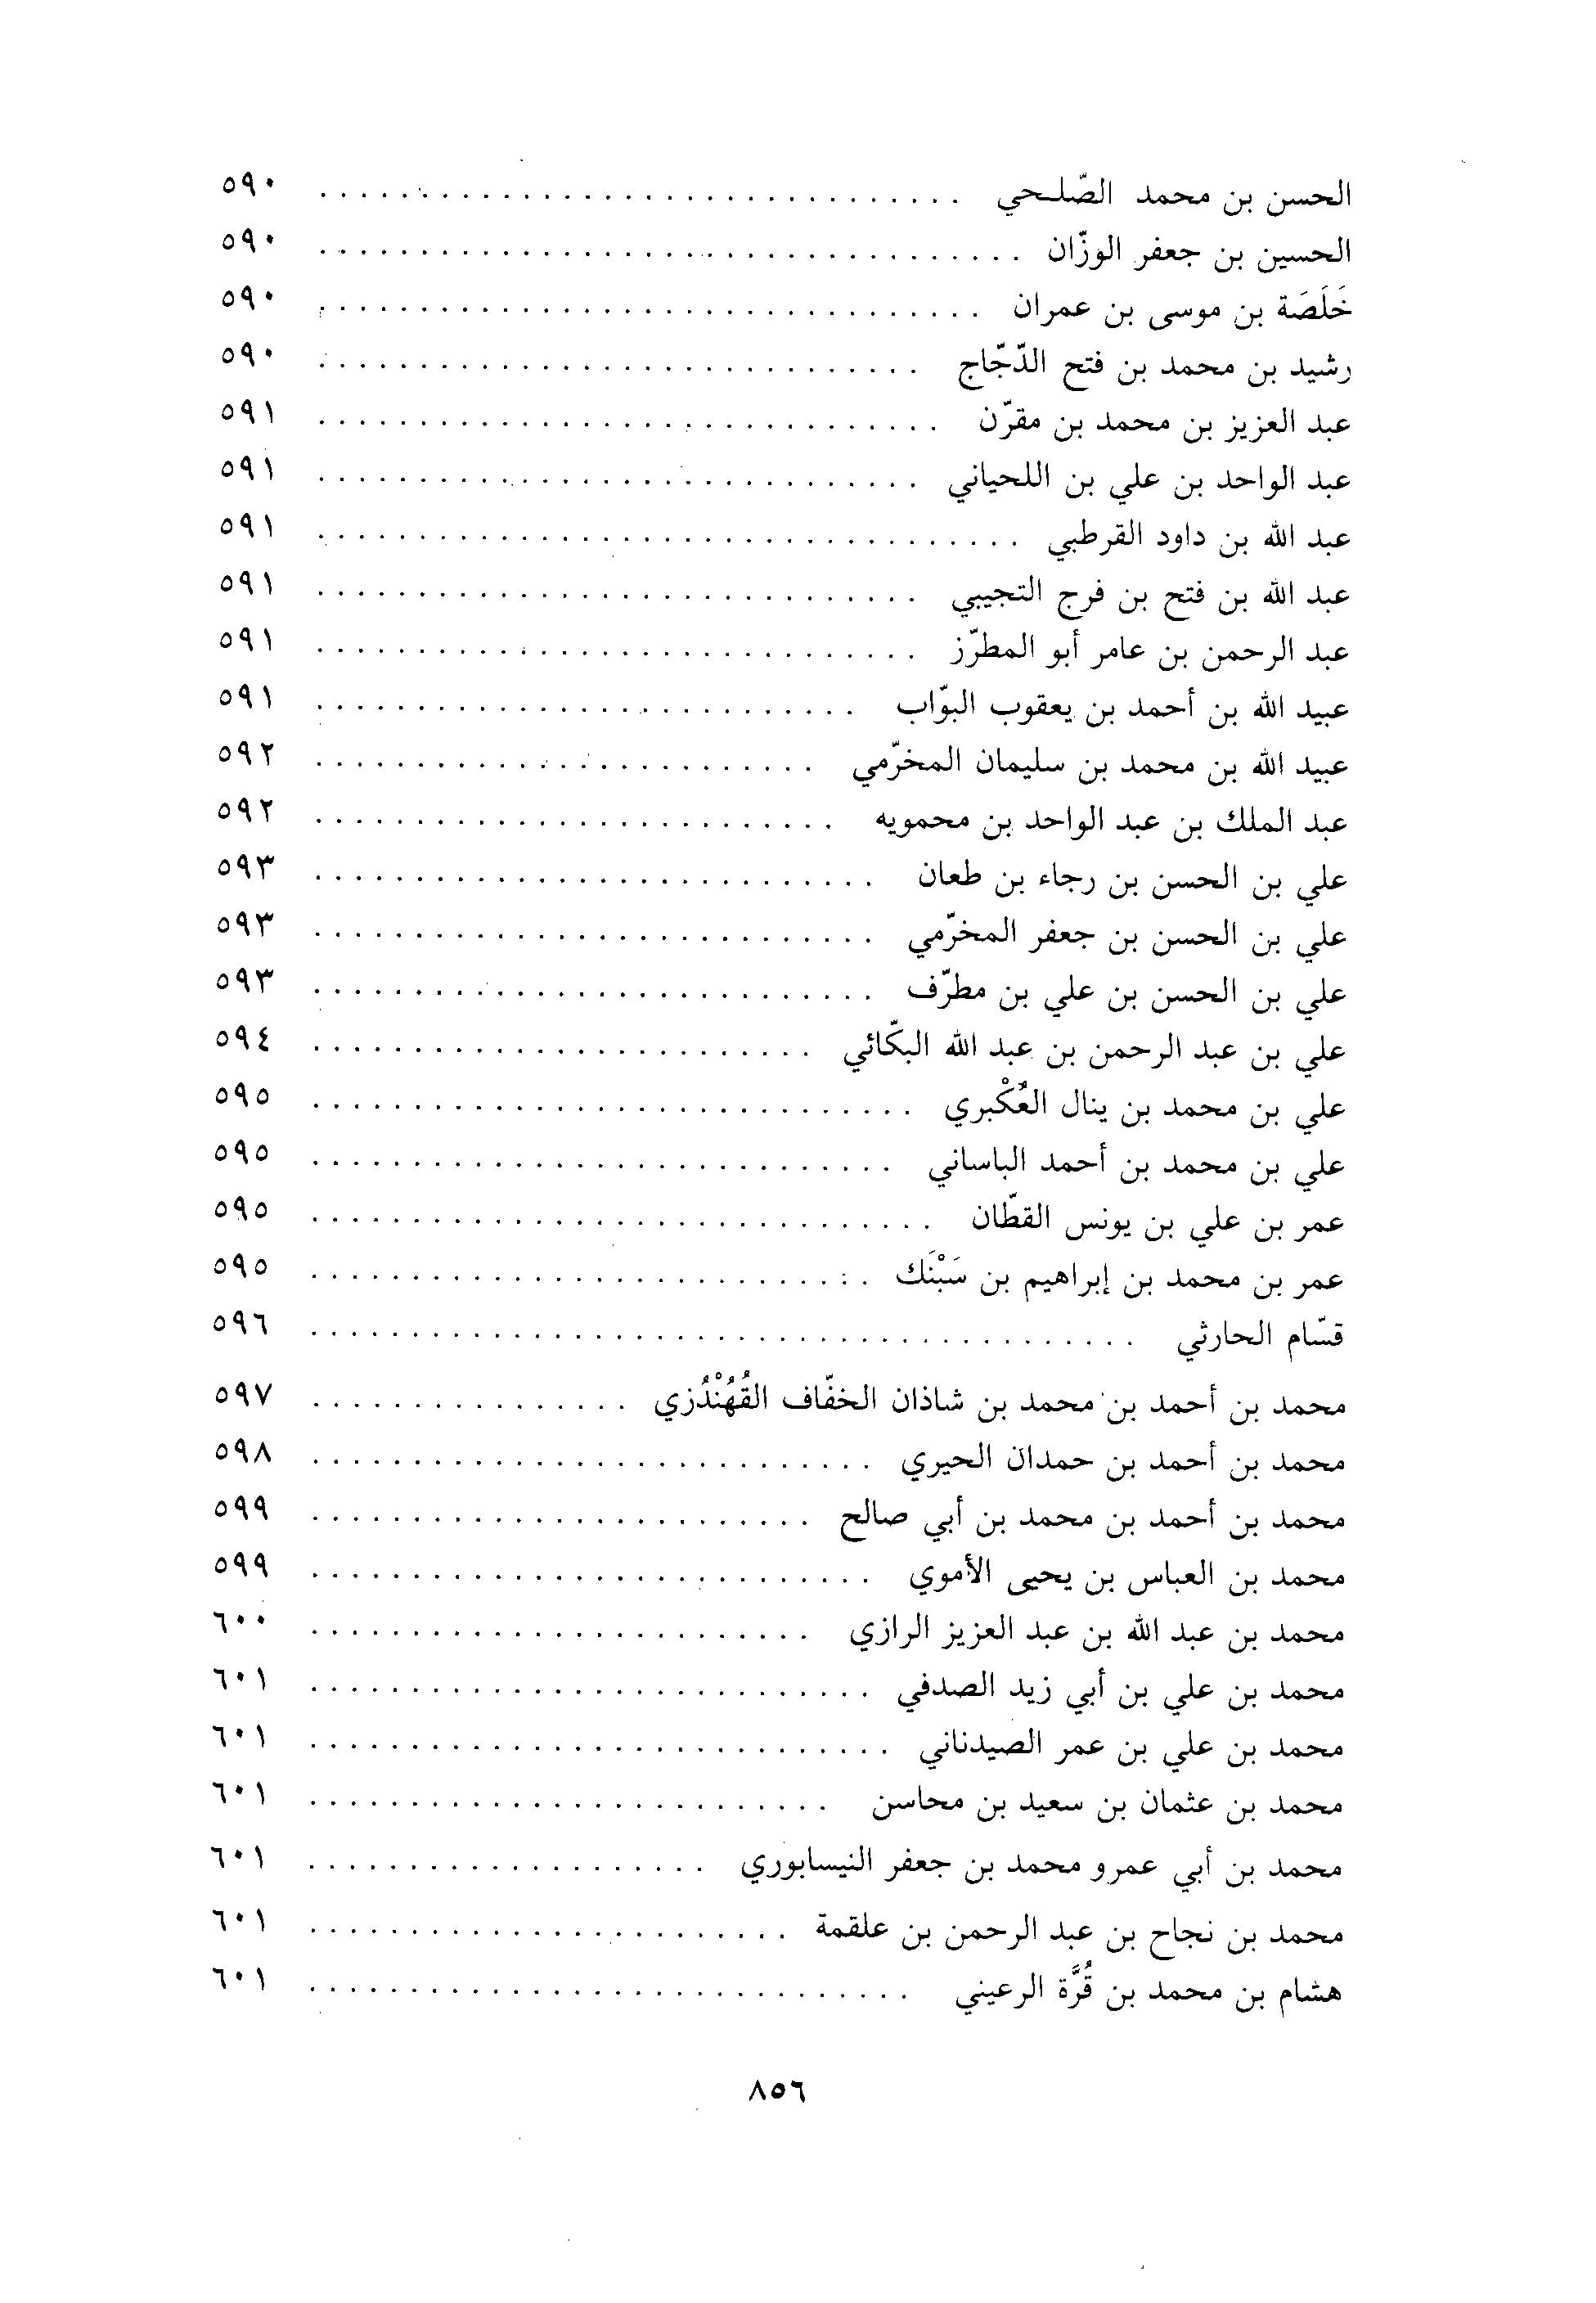 الحسن بن محمد الصّلـحي . . . . . . . . . . . . . . . . . . . . . . . . . . . . . . . . ٥٩٠
الحسين بن جعفر الوزّان . . . . . . . . . . . . . . . . . . . . . . . . . . . . . . . . . . . ٥٩٠
خَلَصَة بن موسى بن عمران . . . . . . . . . . . . . . . . . . . . . . . . . . . . . . . . . ٥٩٠
رشيد بن محمد بن فتح الدّجّاج . . . . . . . . . . . . . . . . . . . . . . . . . . . . . . ٥٩٠
عبد العزيز بن محمد بن مقرّن . . . . . . . . . . . . . . . . . . . . . . . . . . . . . . . ٥٩١
عبد الواحد بن علي بن اللحياني . . . . . . . . . . . . . . . . . . . . . . . . . . . . . . ٥٩١
عبد الله بن داود القرطبي . . . . . . . . . . . . . . . . . . . . . . . . . . . . . . . . . . . ٥٩١
عبد الله بن فتح بن فرج التجيبي . . . . . . . . . . . . . . . . . . . . . . . . . . . . . . ٥٩١
عبد الرحمن بن عامر أبو المطرّز . . . . . . . . . . . . . . . . . . . . . . . . . . . . . . ٥٩١
عبيد الله بن أحمد بن يعقوب البوّاب . . . . . . . . . . . . . . . . . . . . . . . . . . . ٥٩١
عبيد الله بن محمد بن سليمان المخرّمي . . . . . . . . . . . . . . . . . . . . . . . . . ٥٩٢
عبد الملك بن عبد الواحد بن محمويه . . . . . . . . . . . . . . . . . . . . . . . . . . ٥٩٢
علي بن الحسن بن رجاء بن طعان . . . . . . . . . . . . . . . . . . . . . . . . . . . . ٥٩٣
علي بن الحسن بن جعفر المخرّمي . . . . . . . . . . . . . . . . . . . . . . . . . . . . ٥٩٣
علي بن الحسن بن علي بن مطرّف . . . . . . . . . . . . . . . . . . . . . . . . . . . . ٥٩٣
علي بن عبد الرحمن بن عبد الله البكّائي . . . . . . . . . . . . . . . . . . . . . . . . . ٥٩٤
علي بن محمد بن ينال العُكْبري . . . . . . . . . . . . . . . . . . . . . . . . . . . . . . ٥٩٥
علي بن محمد بن أحمد الباساني . . . . . . . . . . . . . . . . . . . . . . . . . . . . . ٥٩٥
عمر بن علي بن يونس القطّان . . . . . . . . . . . . . . . . . . . . . . . . . . . . . . . ٥٩٥
عمر بن محمد بن إبراهيم بن سَبْنَك . . . . . . . . . . . . . . . . . . . . . . . . . . . . ٥٩٥
قسّام الحارثي . . . . . . . . . . . . . . . . . . . . . . . . . . . . . . . . . . . . . . . . . ٥٩٦
محمد بن أحمد بن محمد بن شاذان الخفّاف القُهُنْدُزي . . . . . . . . . . . . . . . . ٥٩٧
محمد بن أحمد بن حمدان الحيري . . . . . . . . . . . . . . . . . . . . . . . . . . . . ٥٩٨
محمد بن أحمد بن محمد بن أبي صالح . . . . . . . . . . . . . . . . . . . . . . . . . ٥٩٩
محمد بن العباس بن يحيى الأموي . . . . . . . . . . . . . . . . . . . . . . . . . . . . ٥٩٩
محمد بن عبد الله بن عبد العزيز الرازي . . . . . . . . . . . . . . . . . . . . . . . . . ٦٠٠
محمد بن علي بن أبي زيد الصدفي . . . . . . . . . . . . . . . . . . . . . . . . . . . . ٦٠١
محمد بن علي بن عمر الصيدناني . . . . . . . . . . . . . . . . . . . . . . . . . . . . . ٦٠١
محمد بن عثمان بن سعيد بن محاسن . . . . . . . . . . . . . . . . . . . . . . . . . . ٦٠١
محمد بن أبي عمرو محمد بن جعفر النيسابوري . . . . . . . . . . . . . . . . . . . . ٦٠١
محمد بن نجاح بن عبد الرحمن بن علقمة . . . . . . . . . . . . . . . . . . . . . . . . ٦٠١
هشام بن محمد بن قُرَّة الرعيني . . . . . . . . . . . . . . . . . . . . . . . . . . . . . . ٦٠١
٨٥٦